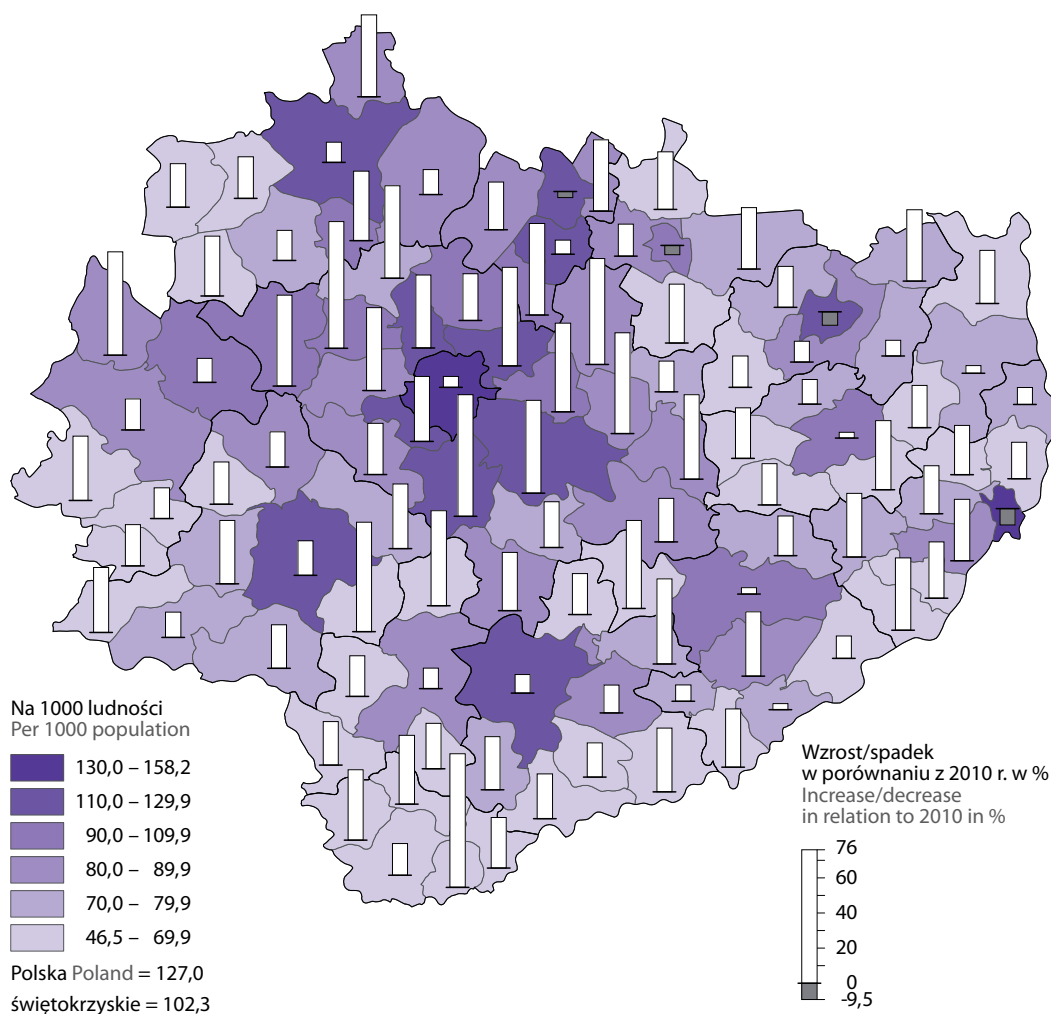 Na 1000 ludności
Per 1000 population
130,0 – 158,2
110,0 – 129,9
90,0 – 109,9
80,0 – 89,9
70,0 – 79,9
46,5 – 69,9
Polska Poland = 127,0
świętokrzyskie = 102,3
Wzrost/spadek
w porównaniu z 2010 r. w %
Increase/decrease
in relation to 2010 in %
76
60
40
20
0
-9,5